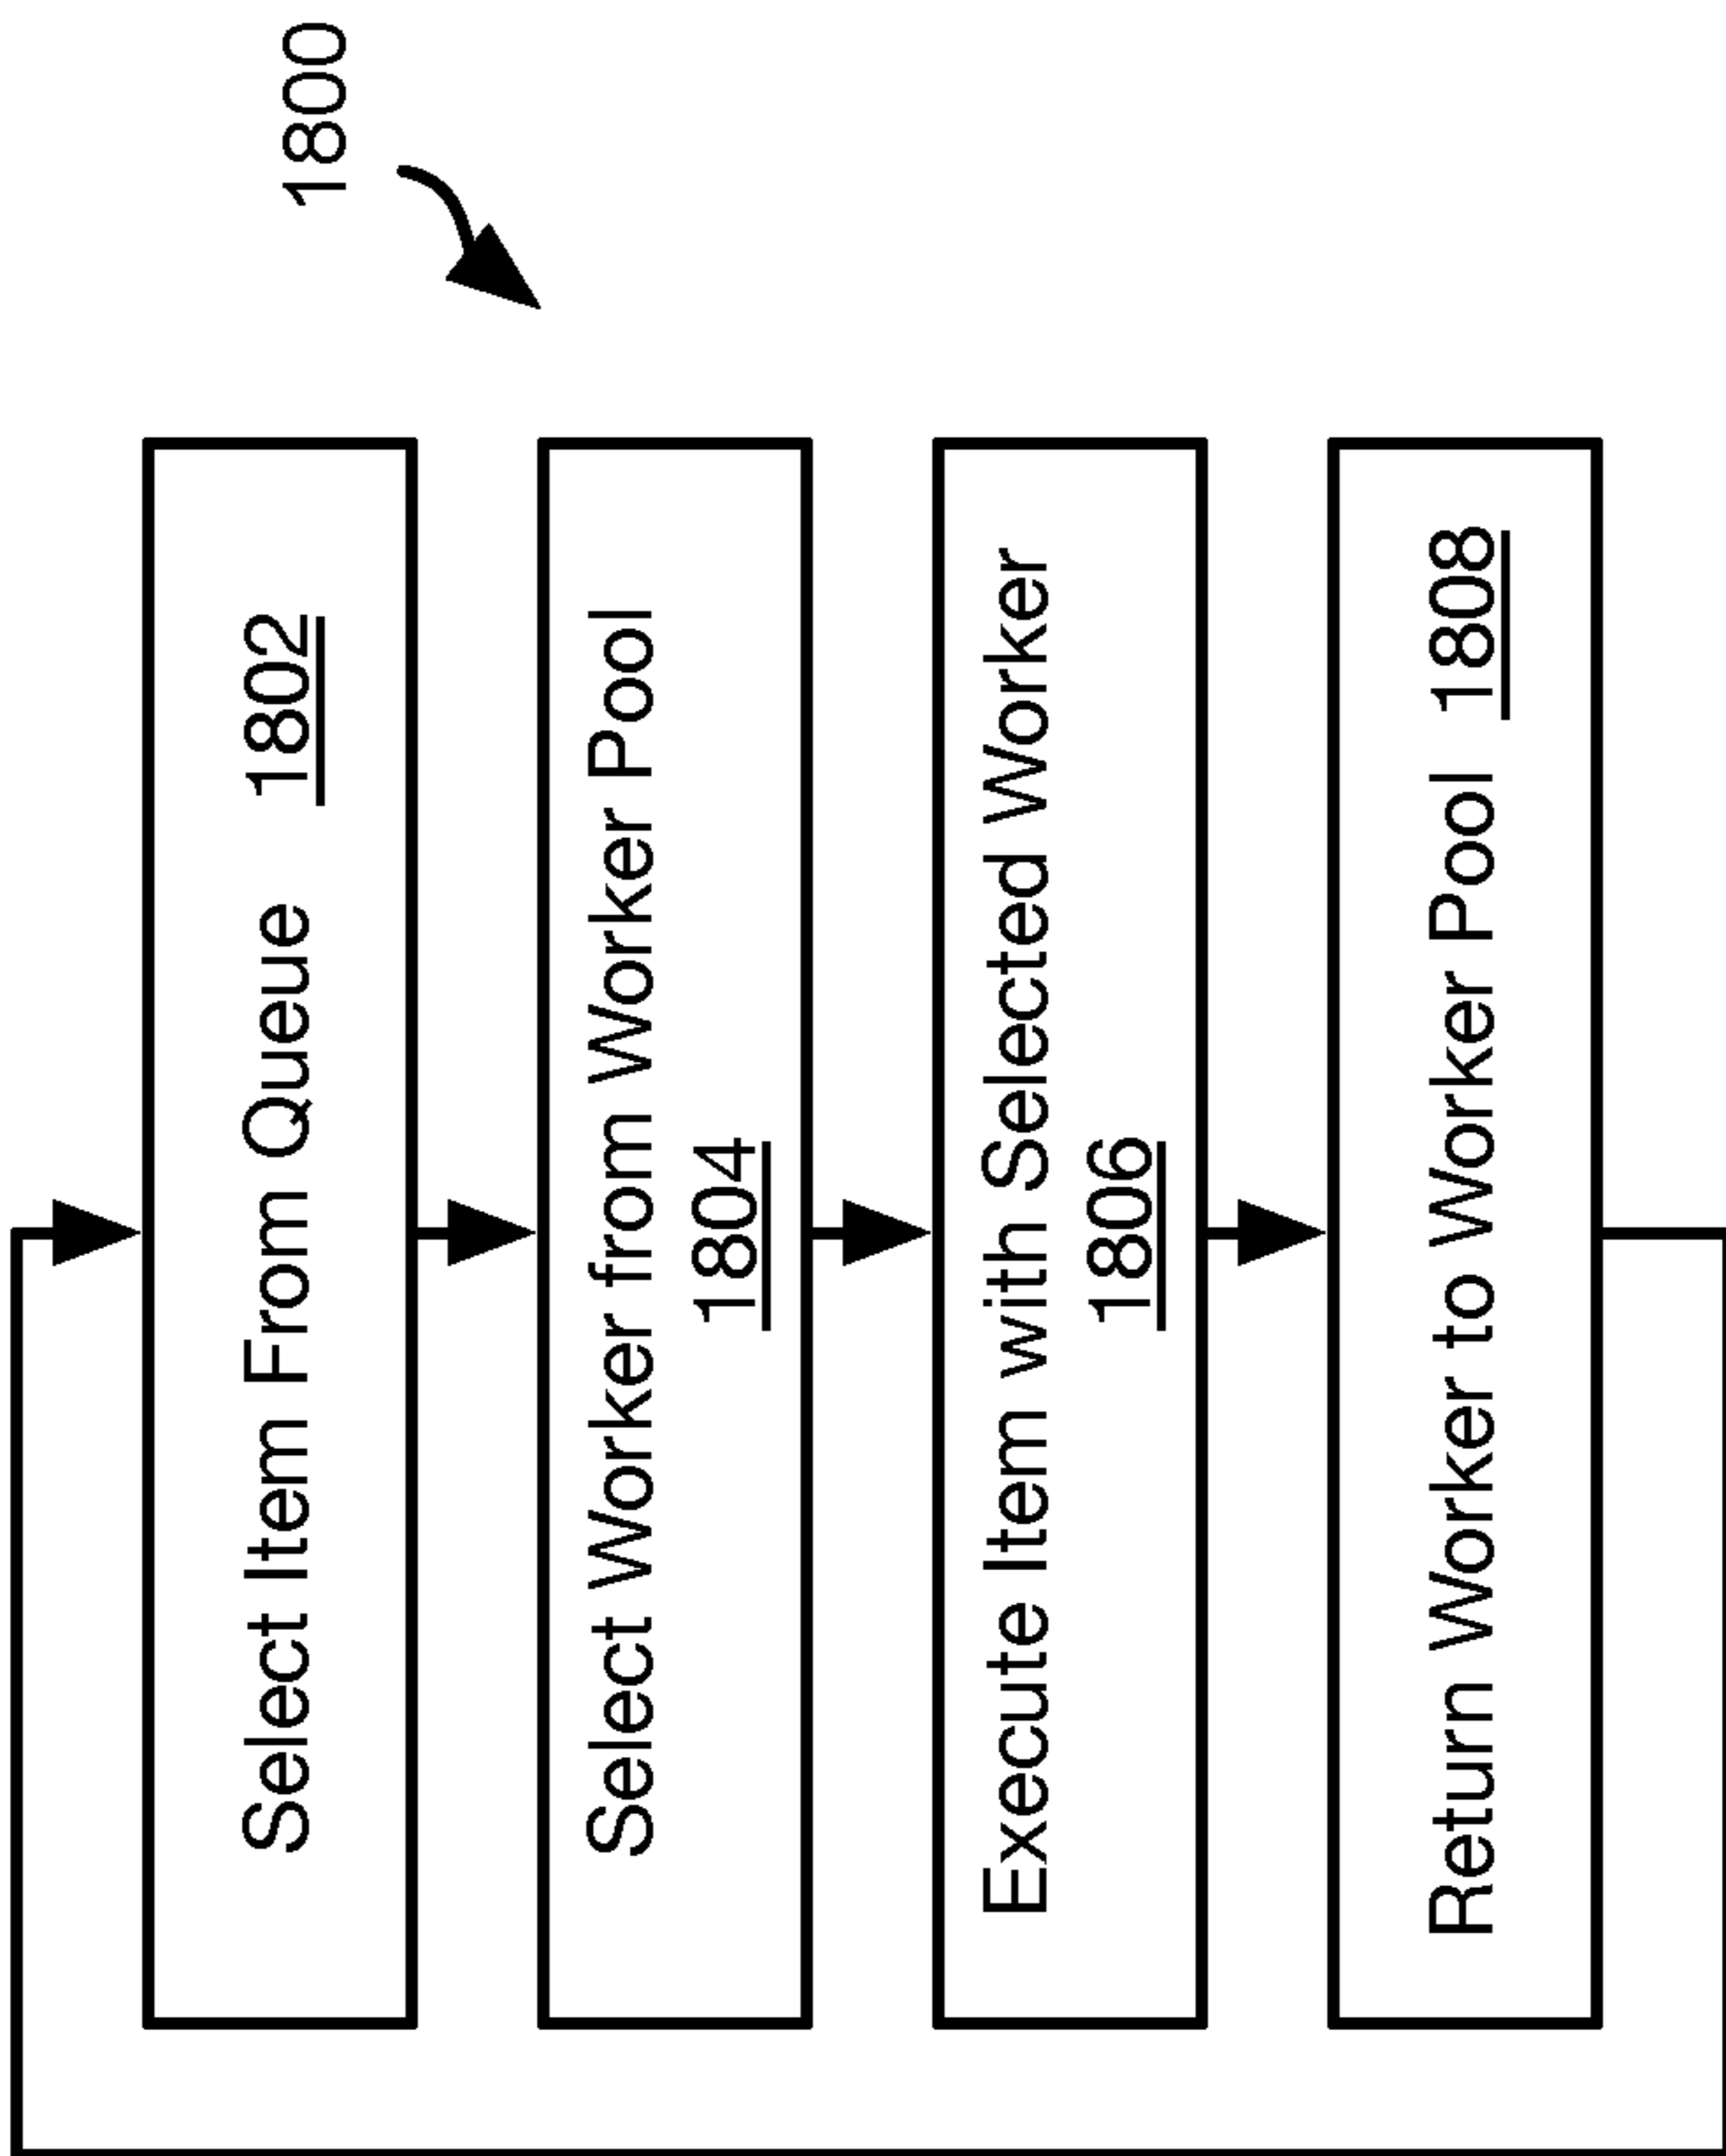 1800
Select Item From Queue 1802
Select Worker from Worker Pool
1804
Execute Item with Selected Worker
1806
Return Worker to Worker Pool 1808